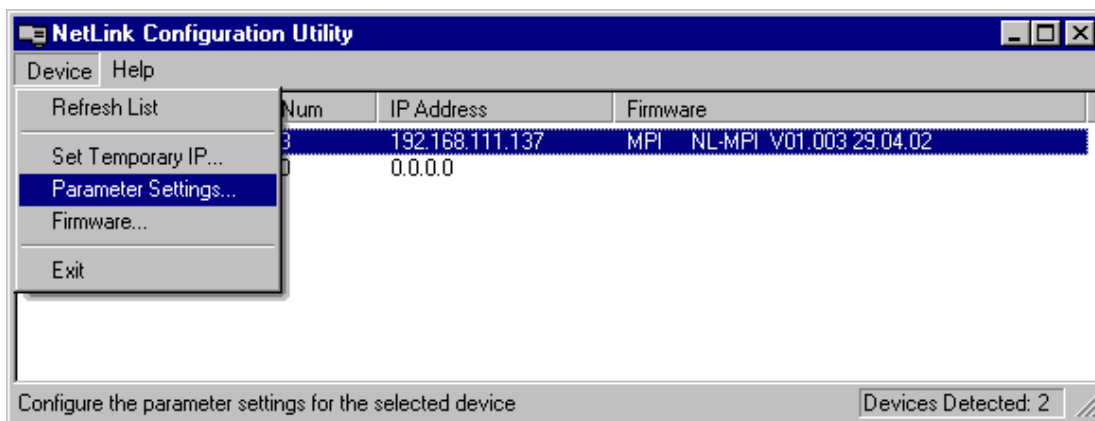 NetLink Configuration Utility
Device Help
Refresh List
Set Temporary IP...
Parameter Settings...
Firmware...
Exit
Num IP Address Firmware
3 192.168.111.137 MPI NL-MPI V01.003 29.04.02
0 0.0.0.0
Configure the parameter settings for the selected device Devices Detected: 2